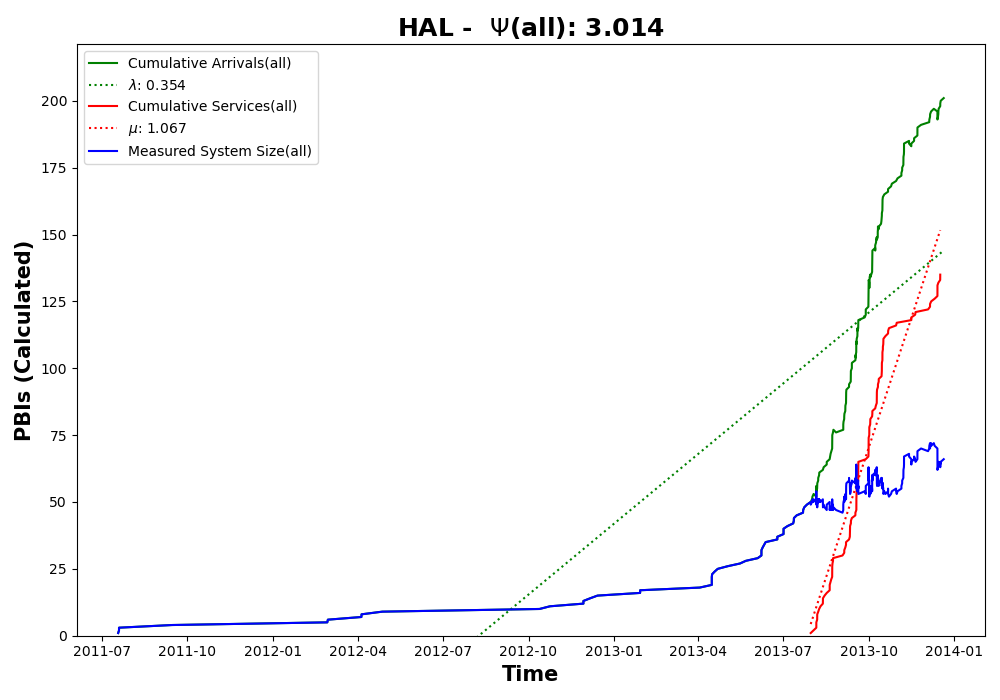 HAL -  Ψ(all): 3.014
Cumulative Arrivals(all)
λ: 0.354
Cumulative Services(all)
μ: 1.067
Measured System Size(all)
PBIs (Calculated)
200
175
150
125
100
75
50
25
0
2011-07 2011-10 2012-01 2012-04 2012-07 2012-10 2013-01 2013-04 2013-07 2013-10 2014-01
Time